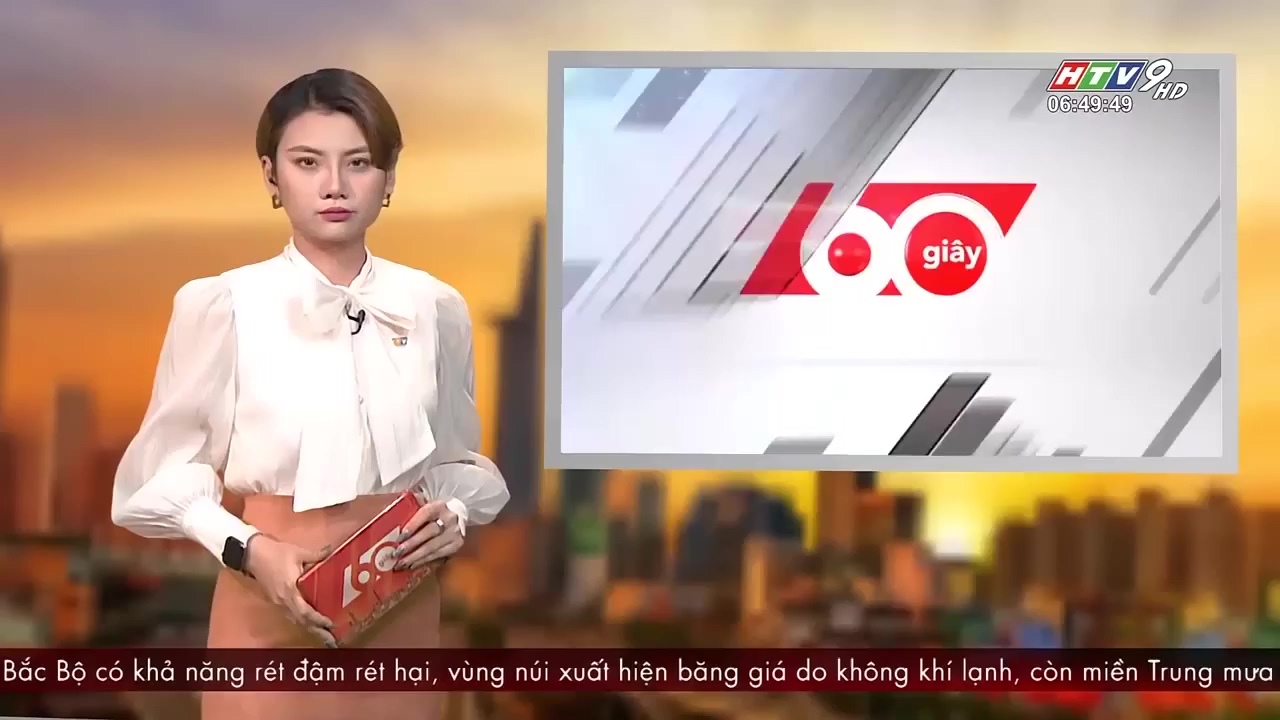 HTV9 HD
06:49:49
60 giây
60
Bắc Bộ có khả năng rét đậm rét hại, vùng núi xuất hiện băng giá do không khí lạnh, còn miền Trung mưa